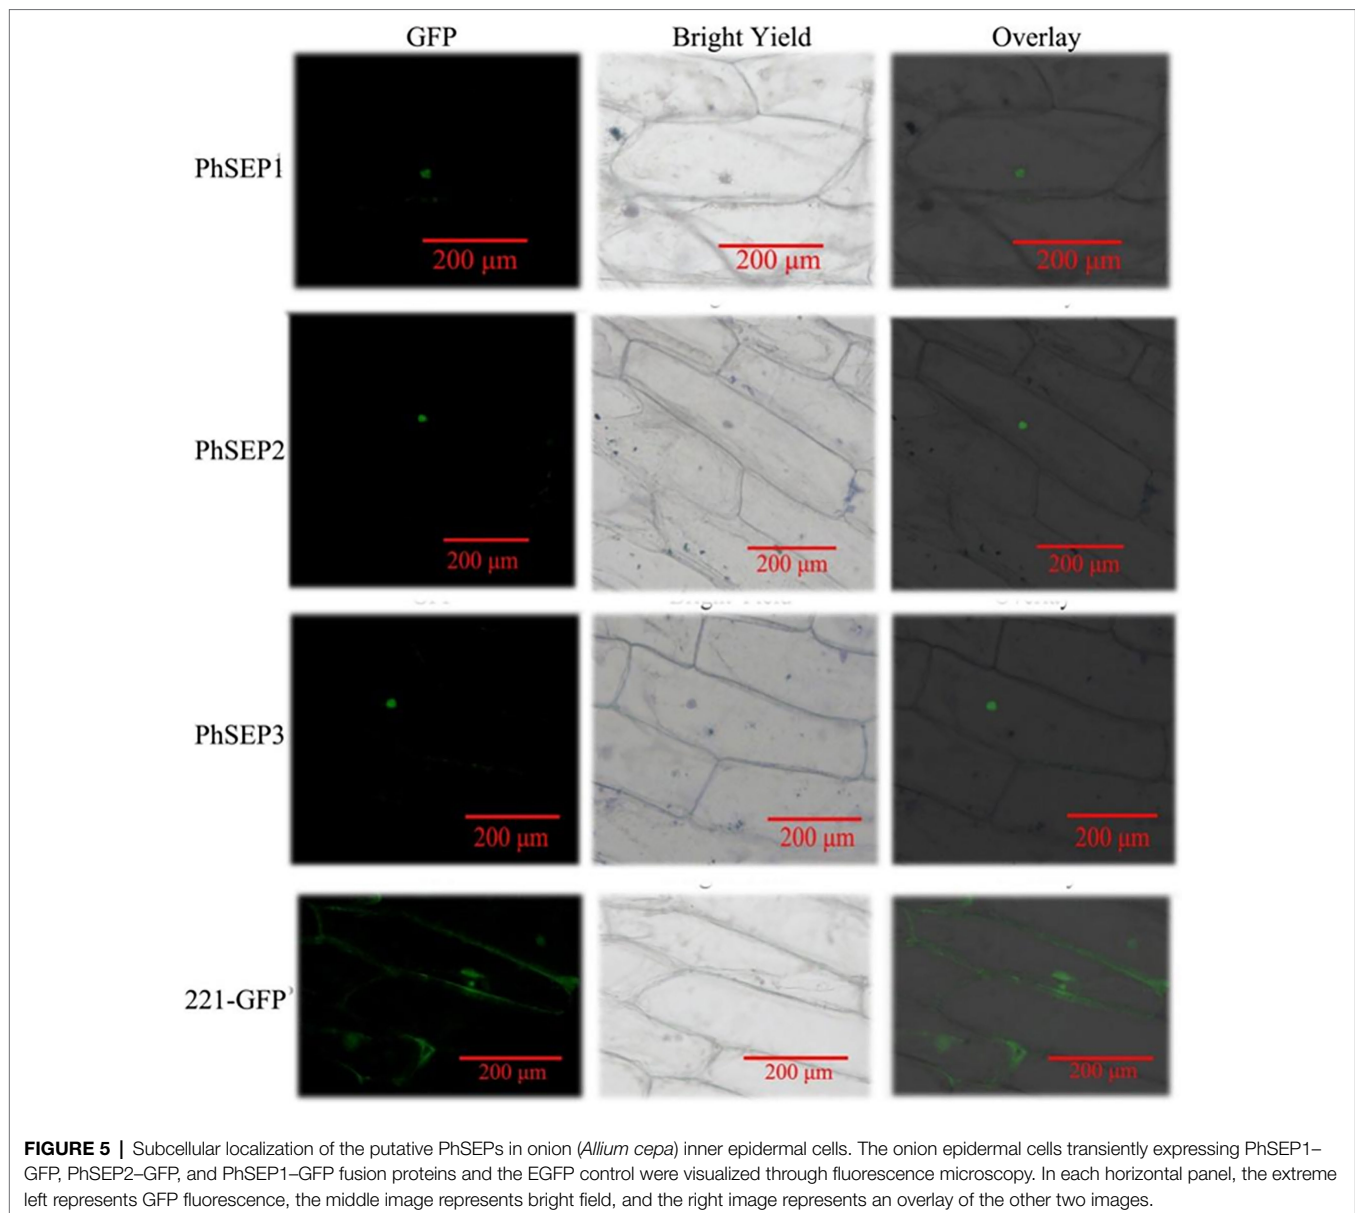 GFP Bright Yield Overlay
PhSEP1
200 µm 200 µm 200 µm
PhSEP2
200 µm 200 µm 200 µm
PhSEP3
200 µm 200 µm 200 µm
221-GFP
200 µm 200 µm 200 µm
FIGURE 5 | Subcellular localization of the putative PhSEPs in onion (Allium cepa) inner epidermal cells. The onion epidermal cells transiently expressing PhSEP1–
GFP, PhSEP2–GFP, and PhSEP1–GFP fusion proteins and the EGFP control were visualized through fluorescence microscopy. In each horizontal panel, the extreme
left represents GFP fluorescence, the middle image represents bright field, and the right image represents an overlay of the other two images.